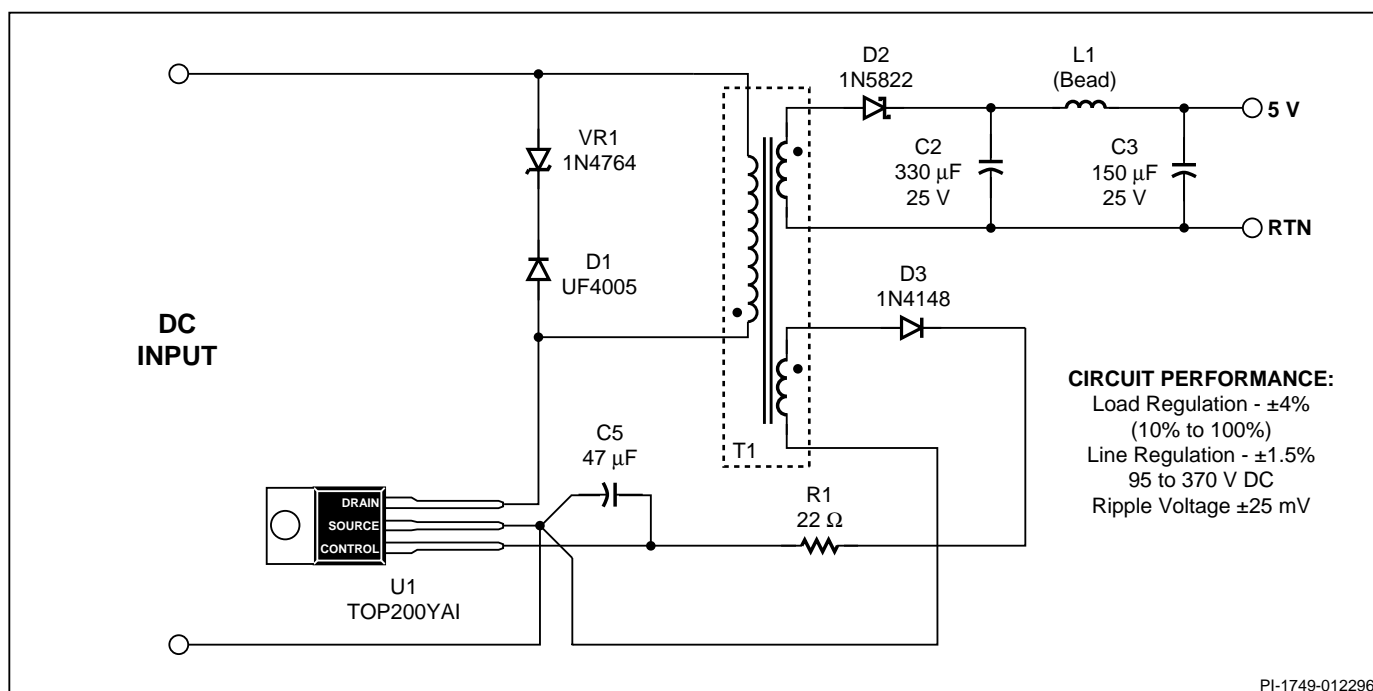 D2
1N5822
L1
(Bead)
5 V
VR1
1N4764
C2
330 μF
25 V
C3
150 μF
25 V
RTN
D1
UF4005
D3
1N4148
DC
INPUT
CIRCUIT PERFORMANCE:
Load Regulation - ±4%
(10% to 100%)
Line Regulation - ±1.5%
95 to 370 V DC
Ripple Voltage ±25 mV
T1
C5
47 μF
R1
22 Ω
DRAIN
SOURCE
CONTROL
U1
TOP200YAI
PI-1749-012296